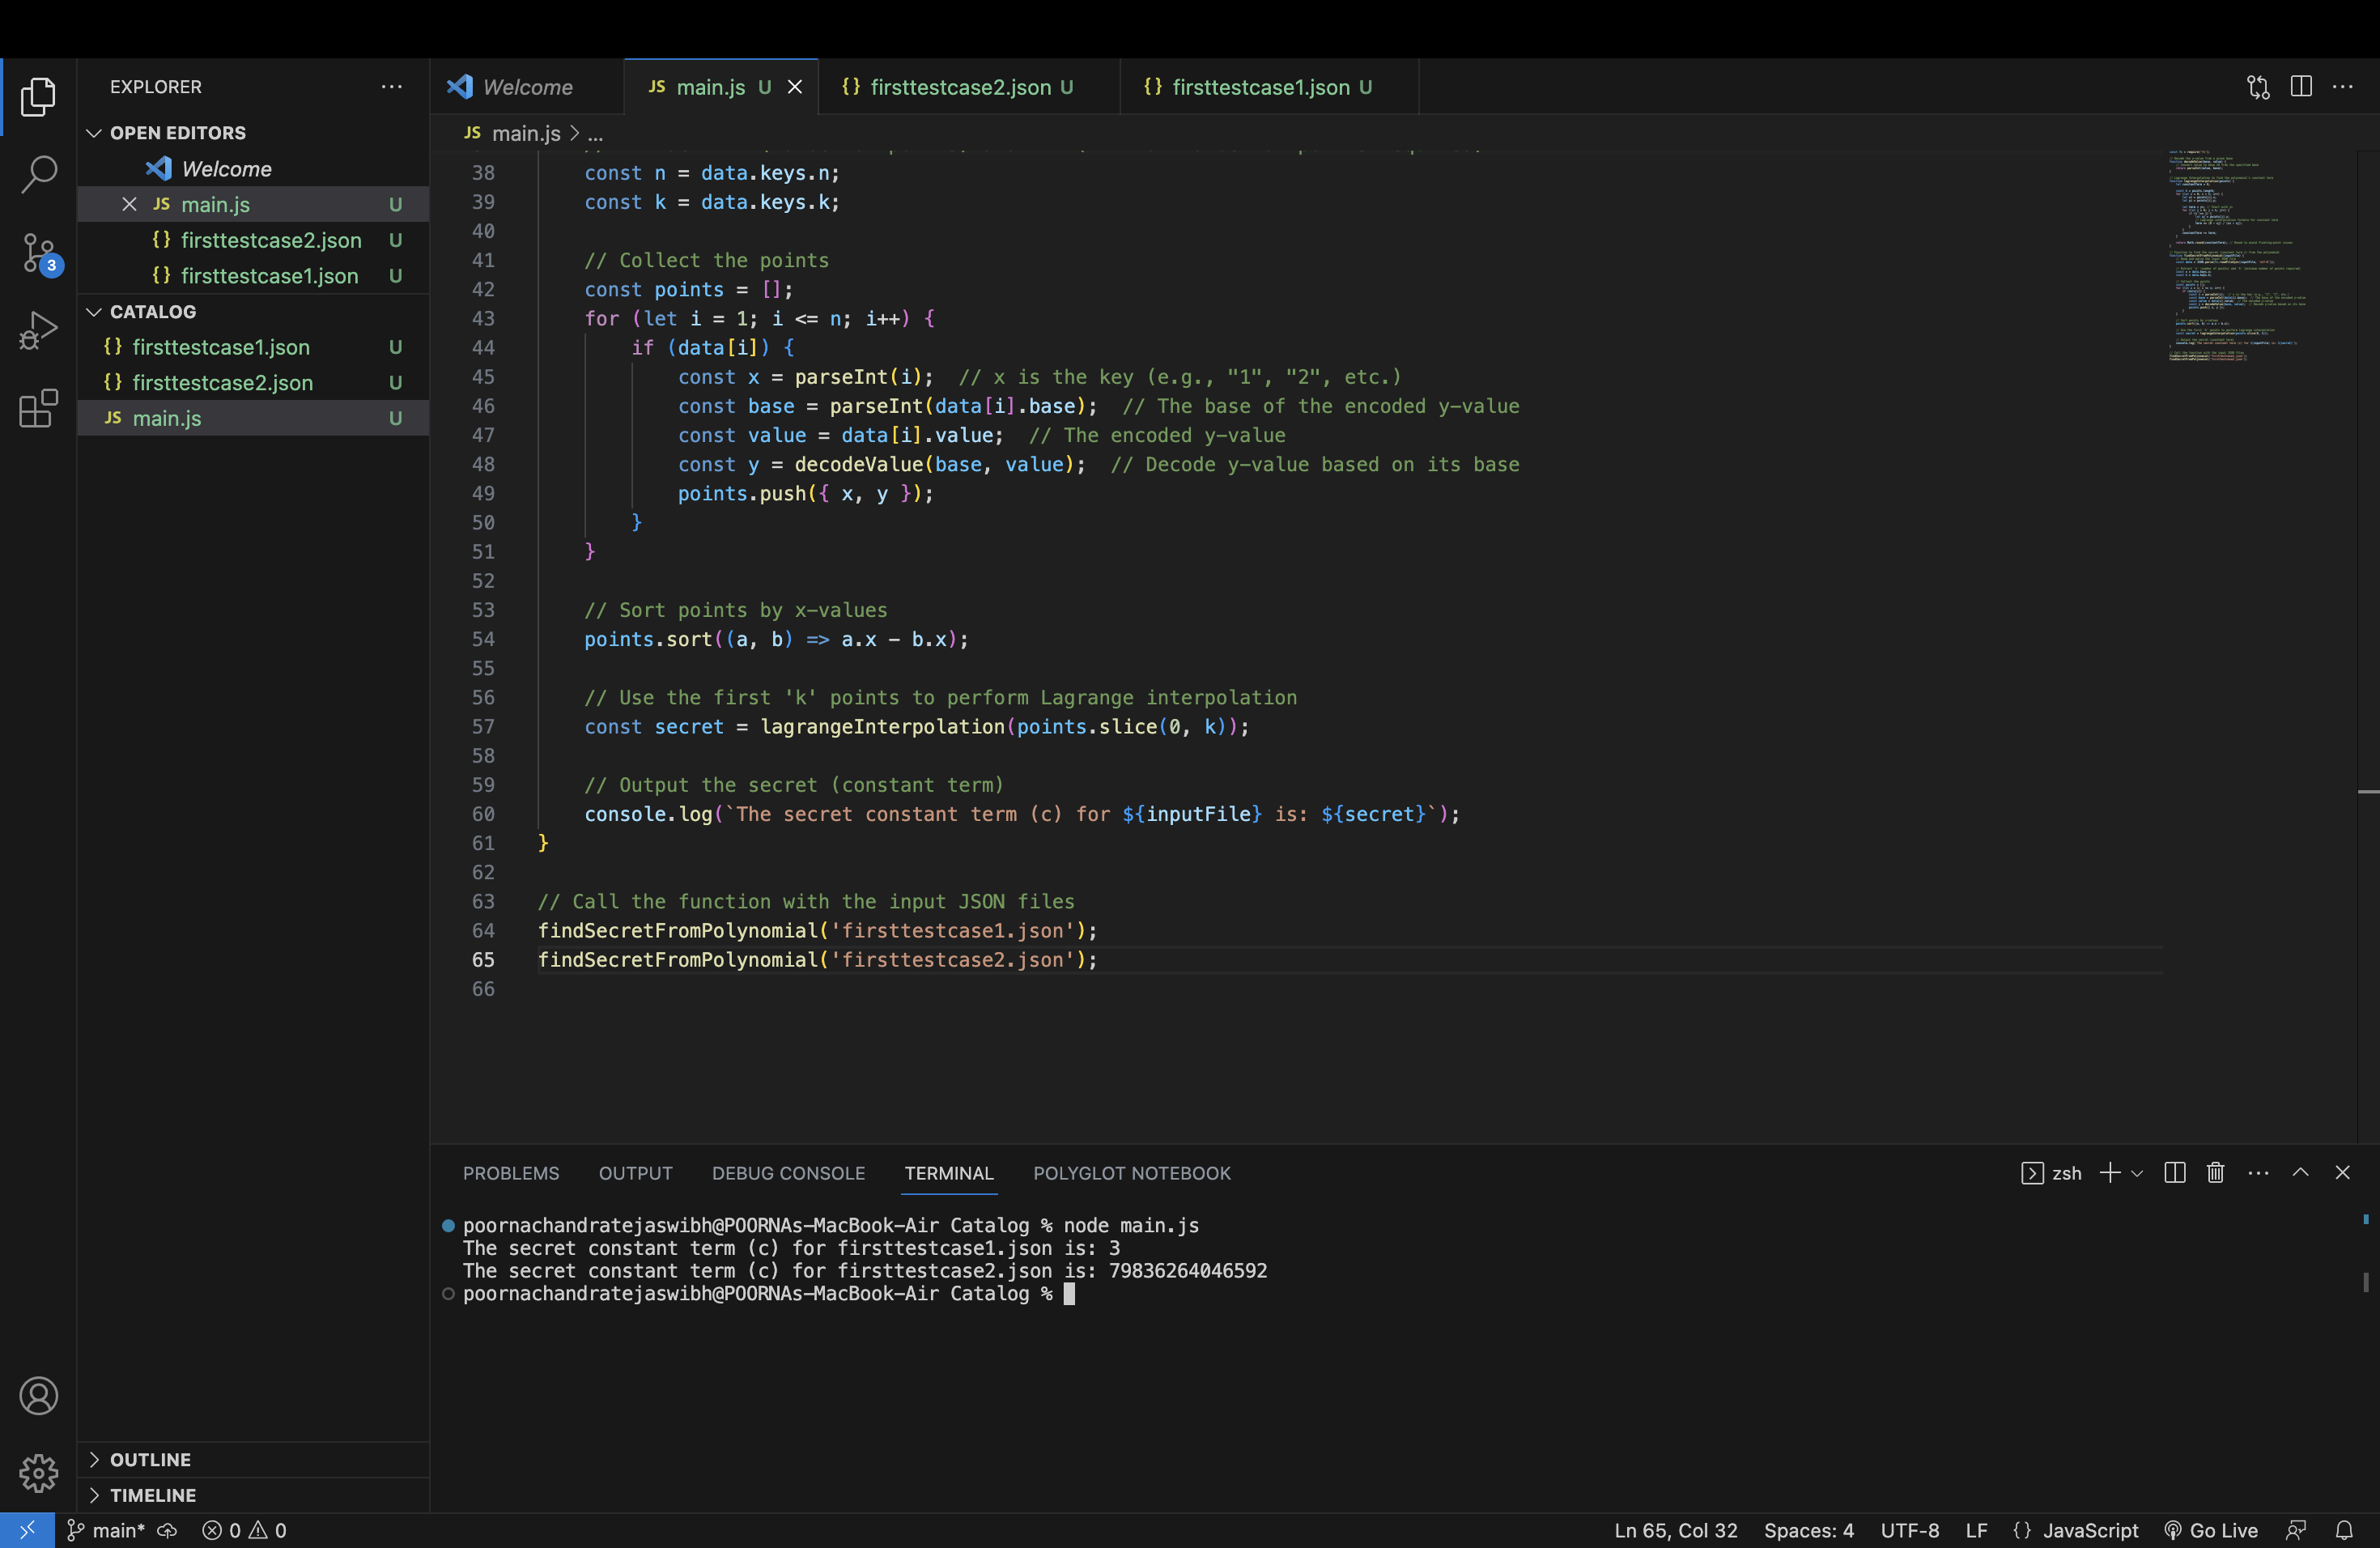 EXPLORER
OPEN EDITORS
Welcome
JS main.js U
{} firsttestcase2.json U
{} firsttestcase1.json U
3
CATALOG
{} firsttestcase1.json U
{} firsttestcase2.json U
JS main.js U
OUTLINE
TIMELINE
Welcome
JS main.js U
{} firsttestcase2.json U
{} firsttestcase1.json U
JS main.js > ...
38 const n = data.keys.n;
39 const k = data.keys.k;
40
41 // Collect the points
42 const points = [];
43 for (let i = 1; i <= n; i++) {
44 if (data[i]) {
45 const x = parseInt(i); // x is the key (e.g., "1", "2", etc.)
46 const base = parseInt(data[i].base); // The base of the encoded y-value
47 const value = data[i].value; // The encoded y-value
48 const y = decodeValue(base, value); // Decode y-value based on its base
49 points.push({ x, y });
50 }
51 }
52
53 // Sort points by x-values
54 points.sort((a, b) => a.x - b.x);
55
56 // Use the first 'k' points to perform Lagrange interpolation
57 const secret = lagrangeInterpolation(points.slice(0, k));
58
59 // Output the secret (constant term)
60 console.log(`The secret constant term (c) for ${inputFile} is: ${secret}`);
61 }
62
63 // Call the function with the input JSON files
64 findSecretFromPolynomial('firsttestcase1.json');
65 findSecretFromPolynomial('firsttestcase2.json');
66
PROBLEMS OUTPUT DEBUG CONSOLE TERMINAL POLYGLOT NOTEBOOK
zsh
poornachandratejaswibh@POORNAs-MacBook-Air Catalog % node main.js
The secret constant term (c) for firsttestcase1.json is: 3
The secret constant term (c) for firsttestcase2.json is: 79836264046592
poornachandratejaswibh@POORNAs-MacBook-Air Catalog %
main* 0 0
Ln 65, Col 32 Spaces: 4 UTF-8 LF {} JavaScript Go Live